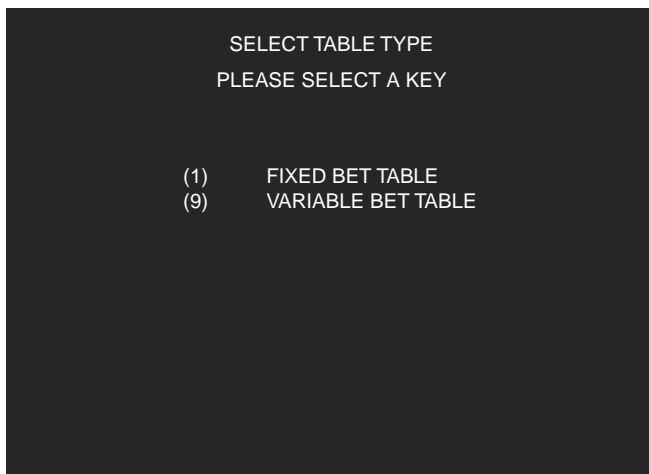 SELECT TABLE TYPE
PLEASE SELECT A KEY
(1) FIXED BET TABLE
(9) VARIABLE BET TABLE